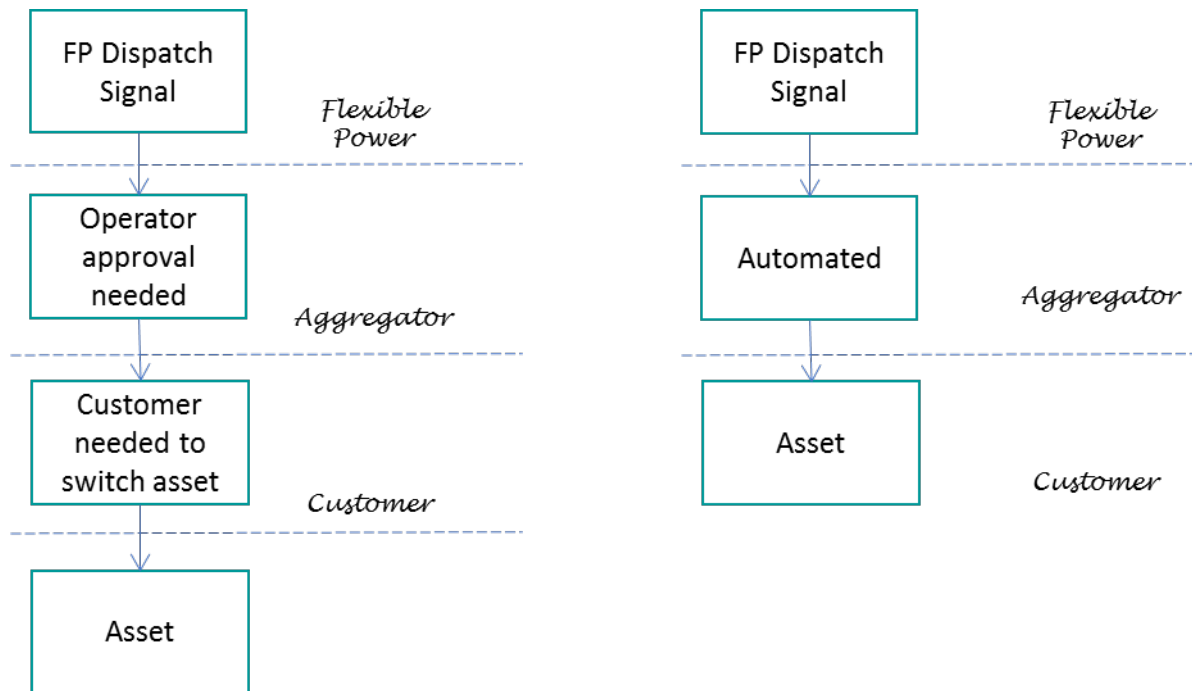 FP Dispatch
Signal
Flexible
Power
Operator
approval
needed
Aggregator
Customer
needed to
switch asset
Customer
Asset
FP Dispatch
Signal
Flexible
Power
Automated
Aggregator
Asset
Customer